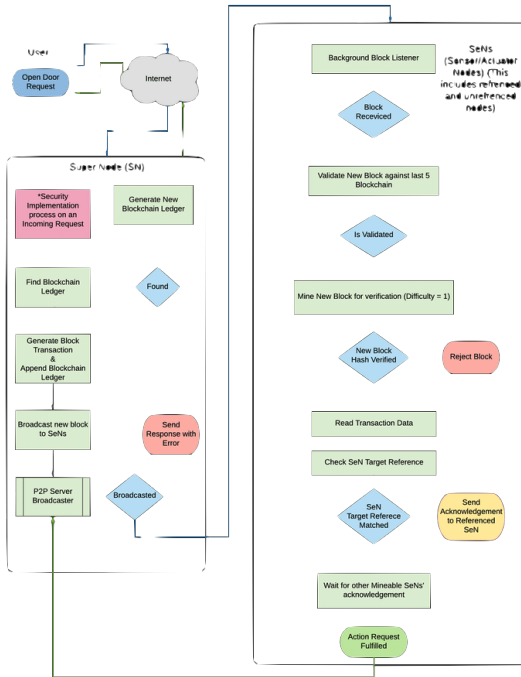 User
Open Door
Request
Internet
Super Node (SN)
*Security
Implementation
process on an
Incoming Request
Generate New
Blockchain Ledger
Find Blockchain
Ledger
Found
Generate Block
Transaction
&
Append Blockchain
Ledger
Broadcast new block
to SeNs
Send
Response with
Error
P2P Server
Broadcaster
Broadcasted
SeNs
(Sensor/Actuator
Nodes) (This
includes refrenced
and unrefrenced
nodes)
Background Block Listener
Block
Receviced
Validate New Block against last 5
Blockchain
Is Validated
Mine New Block for verification (Difficulty = 1)
New Block
Hash Verified
Reject Block
Read Transaction Data
Check SeN Target Reference
SeN
Target Referece
Matched
Send
Acknowledgement
to Referenced
SeN
Wait for other Mineable SeNs'
acknowledgement
Action Request
Fulfilled